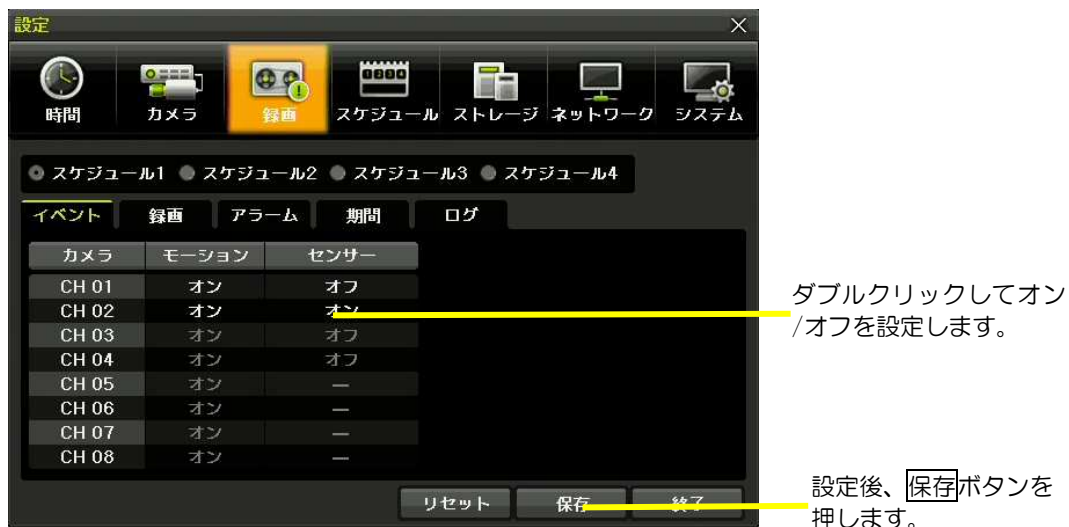 設定
時間 カメラ 録画 スケジュール ストレージ ネットワーク システム
スケジュール1 スケジュール2 スケジュール3 スケジュール4
イベント 録画 アラーム 期間 ログ
カメラ モーション センサー
CH 01 オン オフ
CH 02 オン オン
CH 03 オン オフ
CH 04 オン オフ
CH 05 オン —
CH 06 オン —
CH 07 オン —
CH 08 オン —
ダブルクリックしてオン
/オフを設定します。
リセット 保存 終了
設定後、保存ボタンを
押します。